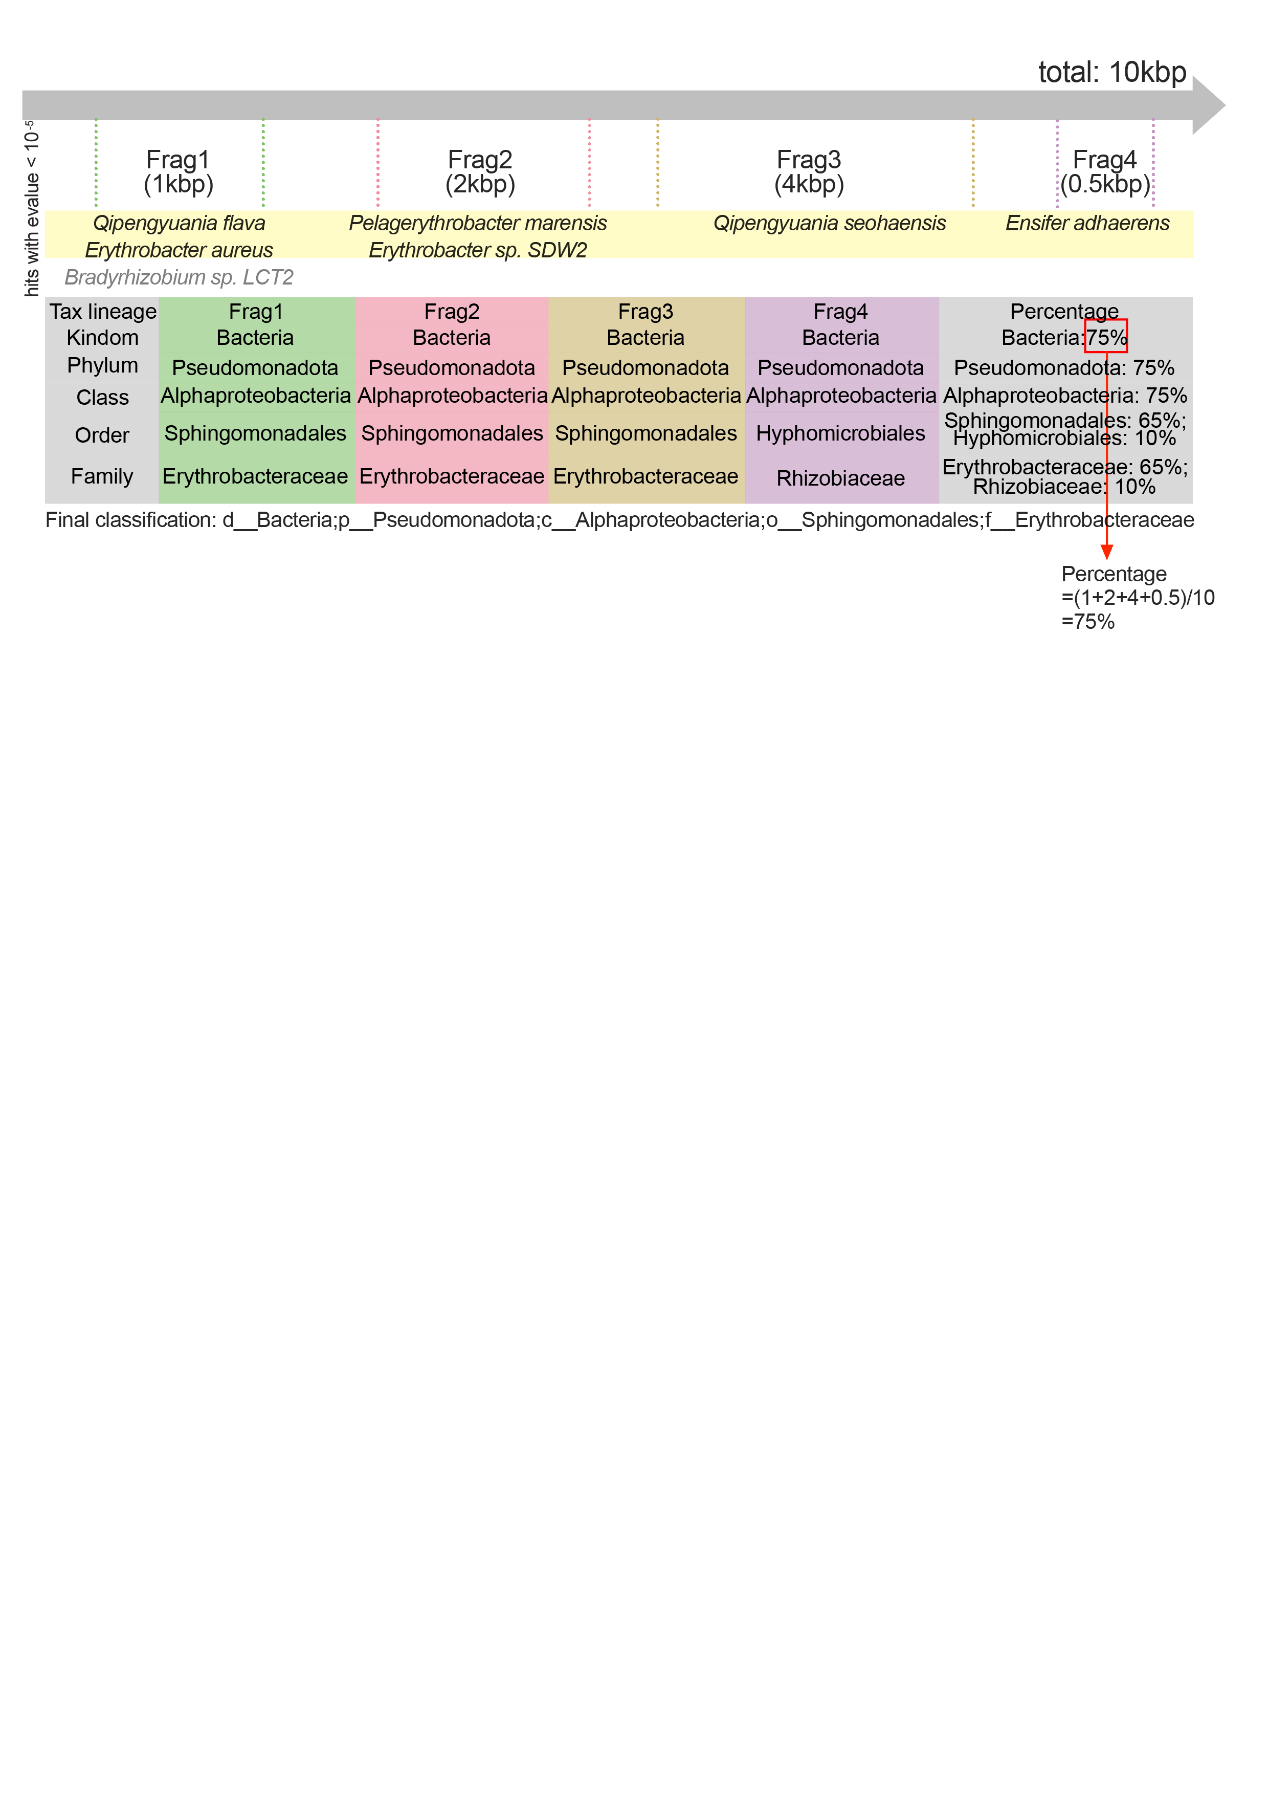 total: 10kbp
hits with evalue < 10⁻⁵
Frag1
(1kbp)
Frag2
(2kbp)
Frag3
(4kbp)
Frag4
(0.5kbp)
Qipengyuania flava
Erythrobacter aureus
Bradyrhizobium sp. LCT2
Pelagerythrobacter marensis
Erythrobacter sp. SDW2
Qipengyuania seohaensis
Ensifer adhaerens
Tax lineage Frag1 Frag2 Frag3 Frag4 Percentage
Kindom Bacteria Bacteria Bacteria Bacteria Bacteria:75%
Phylum Pseudomonadota Pseudomonadota Pseudomonadota Pseudomonadota Pseudomonadota: 75%
Class Alphaproteobacteria Alphaproteobacteria Alphaproteobacteria Alphaproteobacteria Alphaproteobacteria: 75%
Order Sphingomonadales Sphingomonadales Sphingomonadales Hyphomicrobiales Sphingomonadales: 65%;
Hyphomicrobiales: 10%
Family Erythrobacteraceae Erythrobacteraceae Erythrobacteraceae Rhizobiaceae Erythrobacteraceae: 65%;
Rhizobiaceae: 10%
Final classification: d__Bacteria;p__Pseudomonadota;c__Alphaproteobacteria;o__Sphingomonadales;f__Erythrobacteraceae
Percentage
=(1+2+4+0.5)/10
=75%